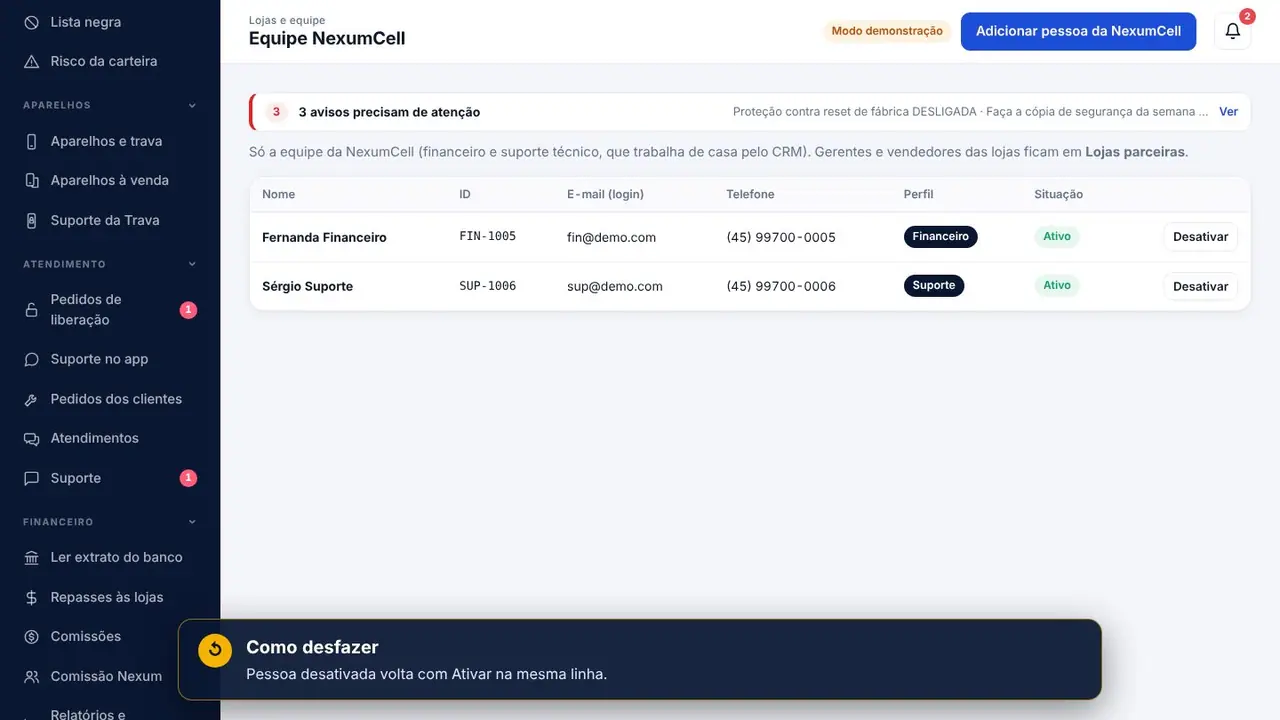 Lista negra
Risco da carteira
APARELHOS
Aparelhos e trava
Aparelhos à venda
Suporte da Trava
ATENDIMENTO
Pedidos de
liberação
1
Suporte no app
Pedidos dos clientes
Atendimentos
Suporte
1
FINANCEIRO
Ler extrato do banco
Repasses às lojas
Comissões
Comissão Nexum
Relatórios e
Lojas e equipe
Equipe NexumCell
Modo demonstração
Adicionar pessoa da NexumCell
2
3
3 avisos precisam de atenção
Proteção contra reset de fábrica DESLIGADA · Faça a cópia de segurança da semana ...
Ver
Só a equipe da NexumCell (financeiro e suporte técnico, que trabalha de casa pelo CRM). Gerentes e vendedores das lojas ficam em Lojas parceiras.
Nome ID E-mail (login) Telefone Perfil Situação
Fernanda Financeiro FIN-1005 fin@demo.com (45) 99700-0005 Financeiro Ativo Desativar
Sérgio Suporte SUP-1006 sup@demo.com (45) 99700-0006 Suporte Ativo Desativar
Como desfazer
Pessoa desativada volta com Ativar na mesma linha.